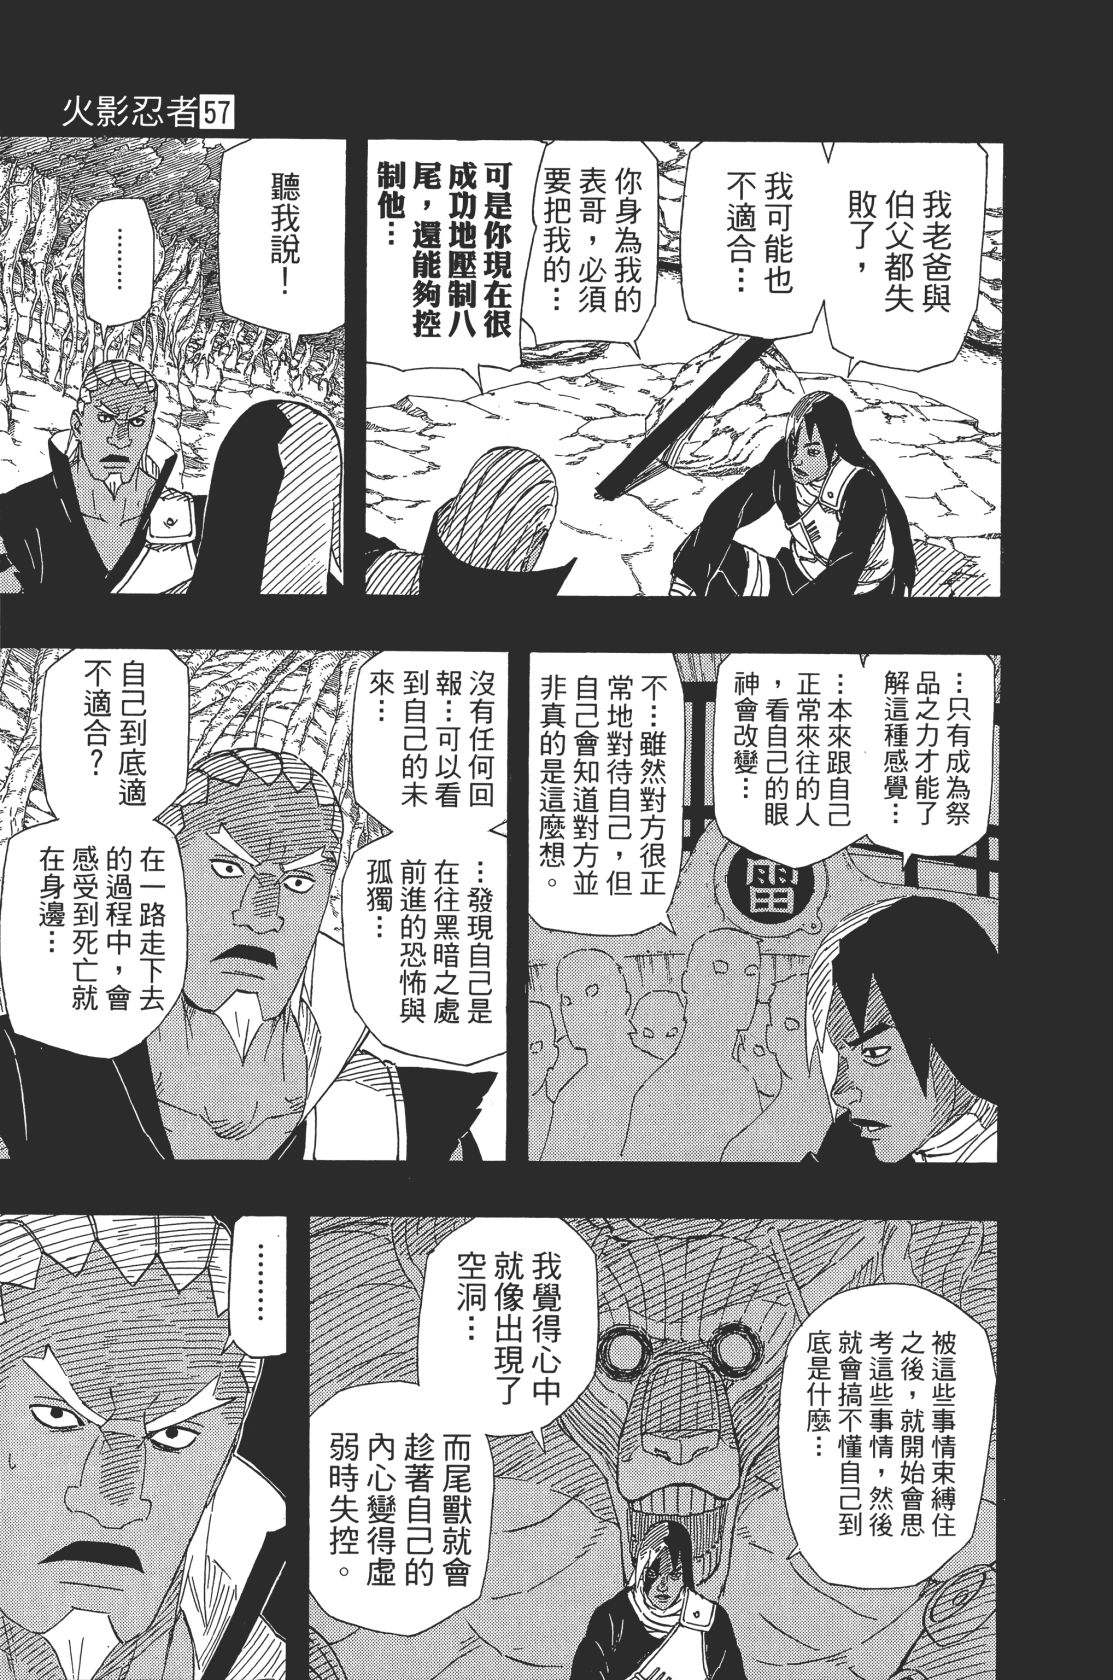 火影忍者57
我老爸與
伯父都失
敗了，
我可能也
不適合…
你身為我的
表哥，必須
要把我的…
可是你現在很
成功地壓制八
尾，還能夠控
制他…
聽我說！
………
…只有成為祭
品之力才能了
解這種感覺…
…本來跟自己
正常來往的人
，看自己的眼
神會改變…
不…雖然對方很正
常地對待自己，但
自己會知道對方並
非真的是這麼想。
雷
沒有任何回
報…可以看
到自己的未
來…
…發現自己是
在往黑暗之處
前進的恐怖與
孤獨…
自己到底適
不適合？
在一路走下去
的過程中，會
感受到死亡就
在身邊…
被這些事情束縛住
之後，就開始會思
考這些事情，然後
就會搞不懂自己到
底是什麼…
我覺得心中
就像出現了
空洞…
而尾獸就會
趁著自己的
內心變得虛
弱時失控。
………